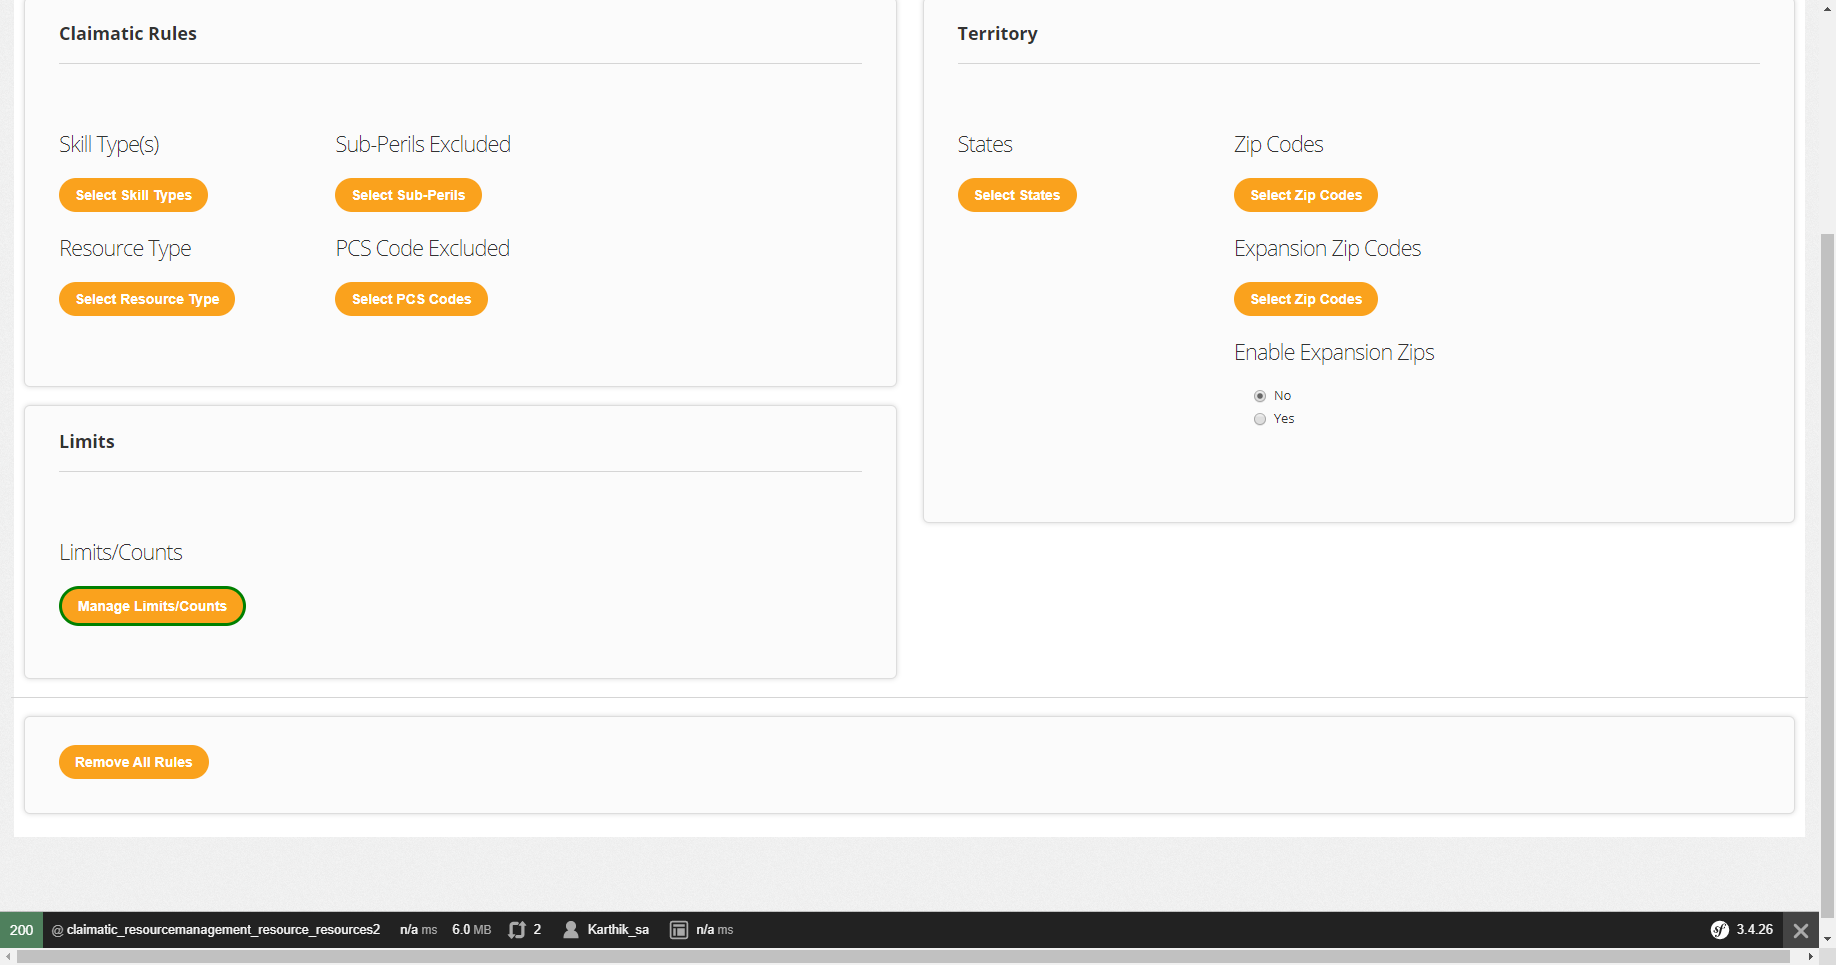 Claimatic Rules
Skill Type(s)
Select Skill Types
Sub-Perils Excluded
Select Sub-Perils
Resource Type
Select Resource Type
PCS Code Excluded
Select PCS Codes
Limits
Limits/Counts
Manage Limits/Counts
Territory
States
Select States
Zip Codes
Select Zip Codes
Expansion Zip Codes
Select Zip Codes
Enable Expansion Zips
No
Yes
Remove All Rules
200 @ claimatic_resourcemanagement_resource_resources2 n/a ms 6.0 MB 2 Karthik_sa n/a ms sf 3.4.26